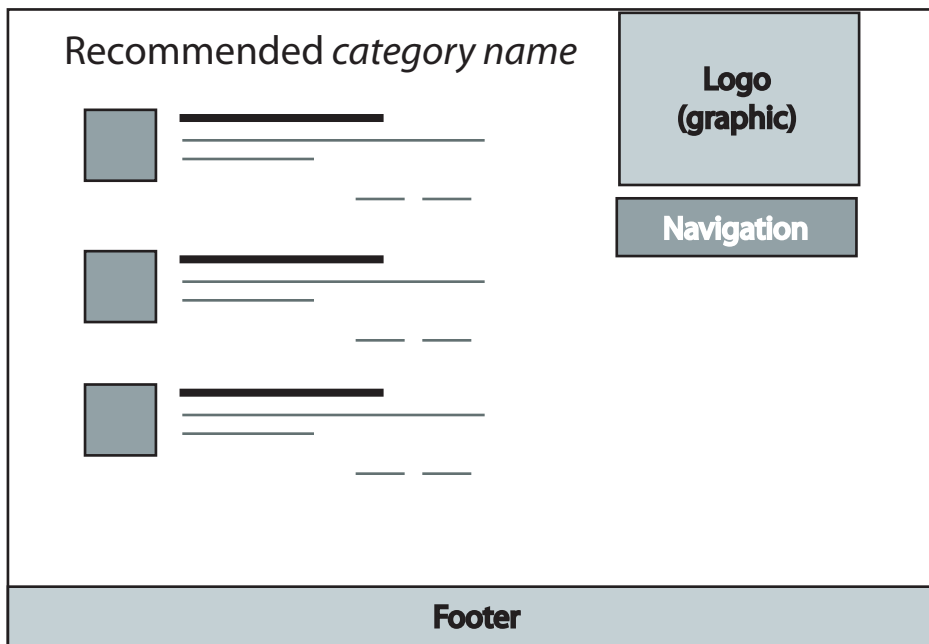 Recommended category name
Logo
(graphic)
Navigation
Footer